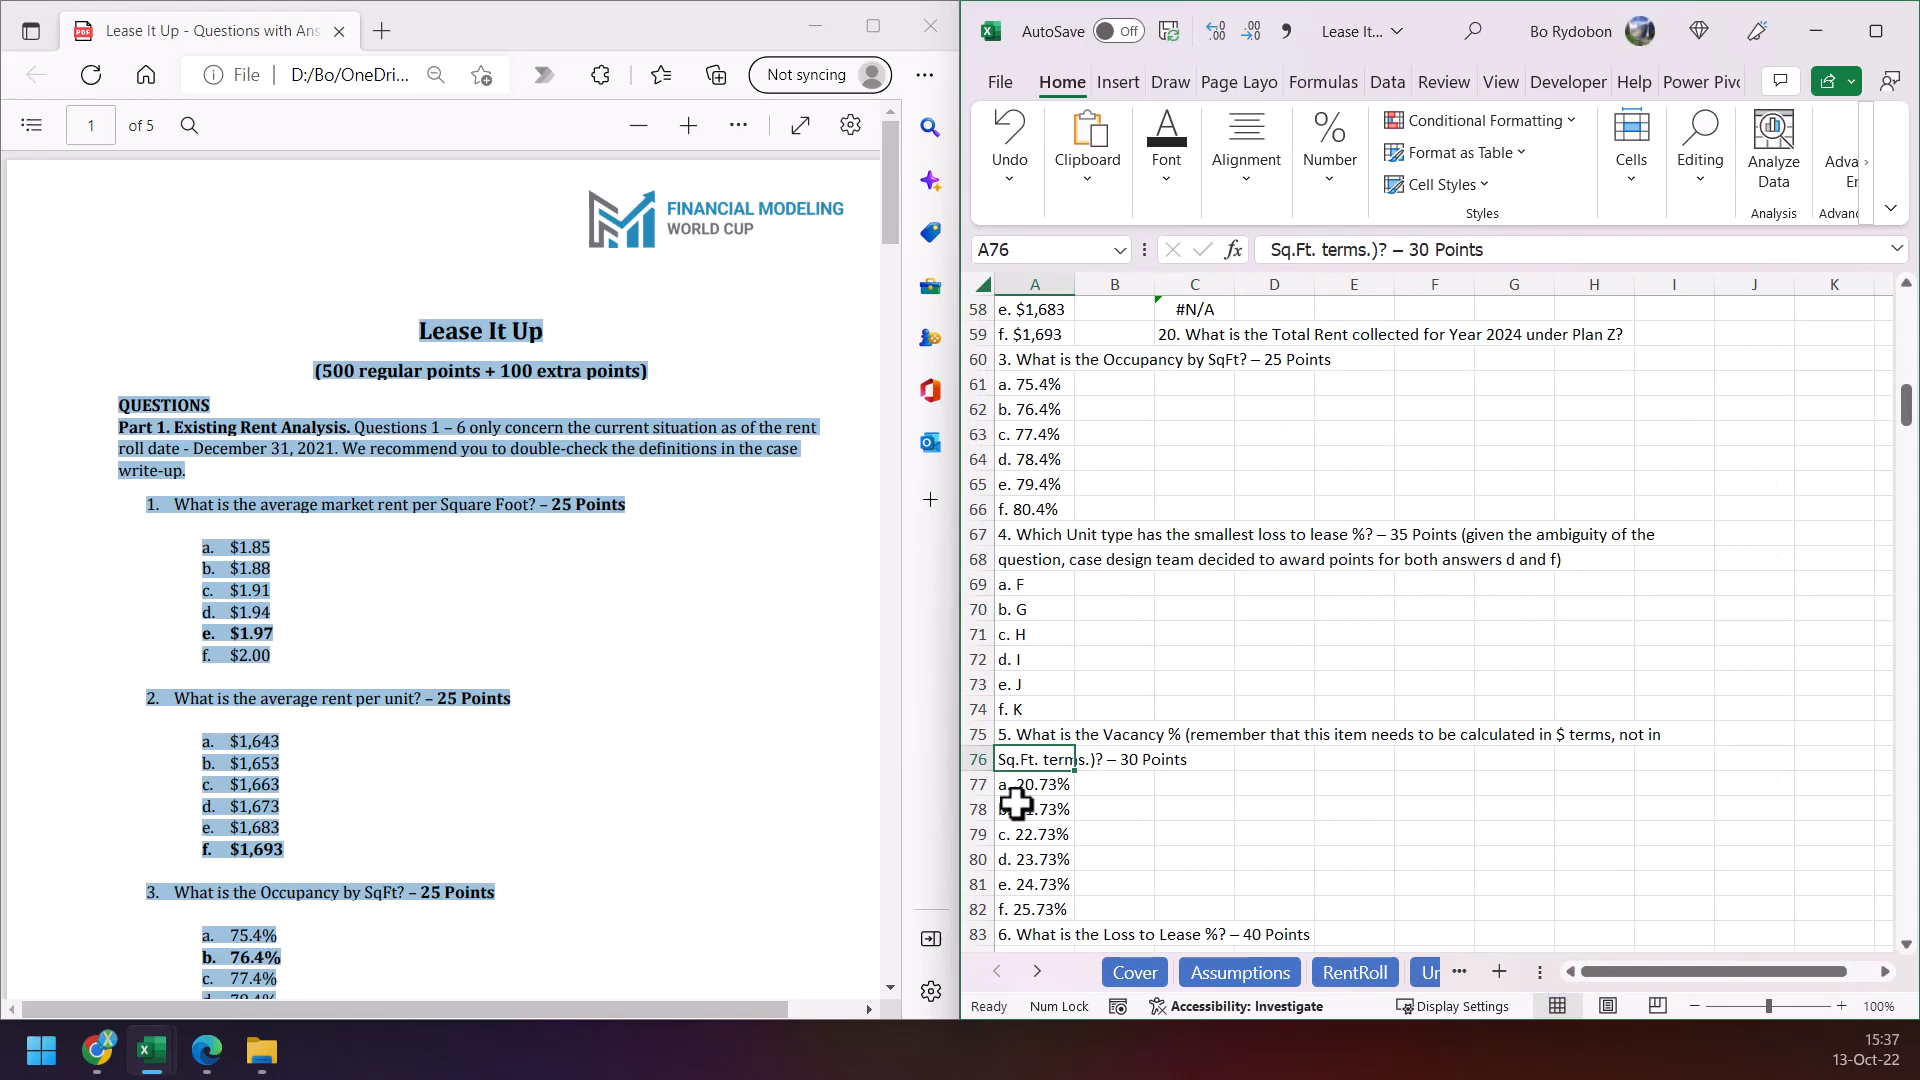 Lease It Up - Questions with Ans
File
D:/Bo/OneDri...
Not syncing
1
of 5
FINANCIAL MODELING
WORLD CUP
Lease It Up
(500 regular points + 100 extra points)
QUESTIONS
Part 1. Existing Rent Analysis. Questions 1 – 6 only concern the current situation as of the rent
roll date - December 31, 2021. We recommend you to double-check the definitions in the case
write-up.
1. What is the average market rent per Square Foot? – 25 Points
a. $1.85
b. $1.88
c. $1.91
d. $1.94
e. $1.97
f. $2.00
2. What is the average rent per unit? – 25 Points
a. $1,643
b. $1,653
c. $1,663
d. $1,673
e. $1,683
f. $1,693
3. What is the Occupancy by SqFt? – 25 Points
a. 75.4%
b. 76.4%
c. 77.4%
AutoSave Off
Lease It...
Bo Rydobon
File Home Insert Draw Page Layo Formulas Data Review View Developer Help Power Piv
Undo
Clipboard
Font
Alignment
Number
Conditional Formatting
Format as Table
Cell Styles
Styles
Cells
Editing
Analyze
Data
Analysis
Adva
Er
Advanc
A76
fx
Sq.Ft. terms.)? – 30 Points
A B C D E F G H I J K
58 e. $1,683 #N/A
59 f. $1,693 20. What is the Total Rent collected for Year 2024 under Plan Z?
60 3. What is the Occupancy by SqFt? – 25 Points
61 a. 75.4%
62 b. 76.4%
63 c. 77.4%
64 d. 78.4%
65 e. 79.4%
66 f. 80.4%
67 4. Which Unit type has the smallest loss to lease %? – 35 Points (given the ambiguity of the
68 question, case design team decided to award points for both answers d and f)
69 a. F
70 b. G
71 c. H
72 d. I
73 e. J
74 f. K
75 5. What is the Vacancy % (remember that this item needs to be calculated in $ terms, not in
76 Sq.Ft. terms.)? – 30 Points
77 a. 20.73%
78 1.73%
79 c. 22.73%
80 d. 23.73%
81 e. 24.73%
82 f. 25.73%
83 6. What is the Loss to Lease %? – 40 Points
Cover Assumptions RentRoll Ur
Ready Num Lock Accessibility: Investigate Display Settings 100%
15:37
13-Oct-22